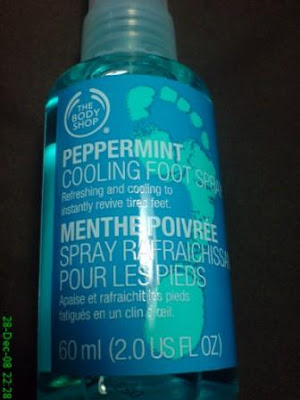 THE
BODY
SHOP
PEPPERMINT
COOLING FOOT SPRAY
Refreshing and cooling to
instantly revive tired feet.
MENTHE POIVRÉE
SPRAY RAFRAICHISSA
POUR LES PIEDS
Apaise et rafraichit les pieds
fatigués en un clin d'œil.
60 ml (2.0 US FL OZ)
28-Dec-08 22:28